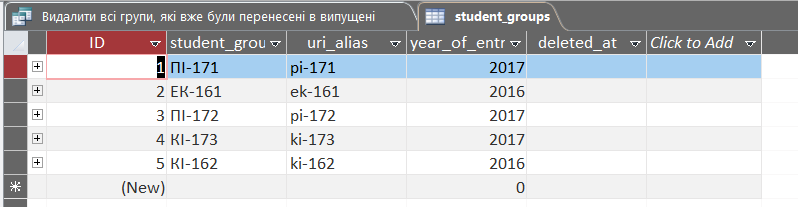 Видалити всі групи, які вже були перенесені в випущені student_groups
ID student_grou uri_alias year_of_entr deleted_at Click to Add
1 ПІ-171 pi-171 2017
2 ЕК-161 ek-161 2016
3 ПІ-172 pi-172 2017
4 КІ-173 ki-173 2017
5 КІ-162 ki-162 2016
(New) 0